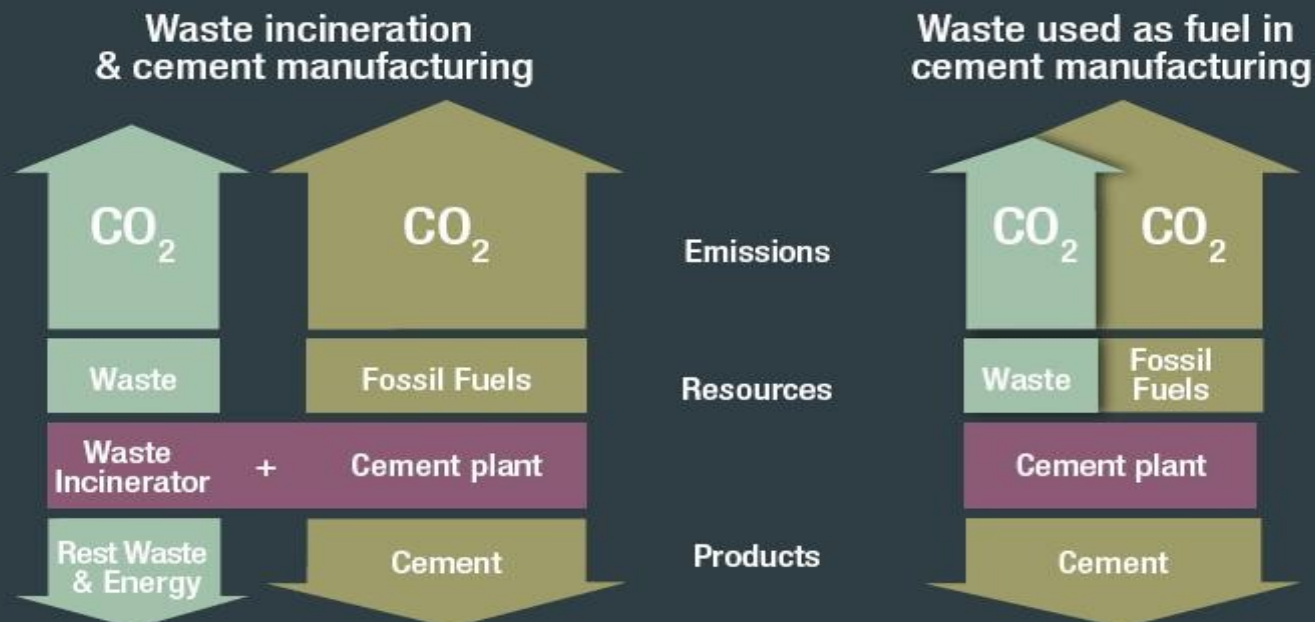 Waste incineration
& cement manufacturing
Waste used as fuel in
cement manufacturing
CO₂
CO₂
Emissions
CO₂
CO₂
Waste
Fossil Fuels
Resources
Waste
Fossil
Fuels
Waste
Incinerator
+
Cement plant
Cement plant
Rest Waste
& Energy
Cement
Products
Cement